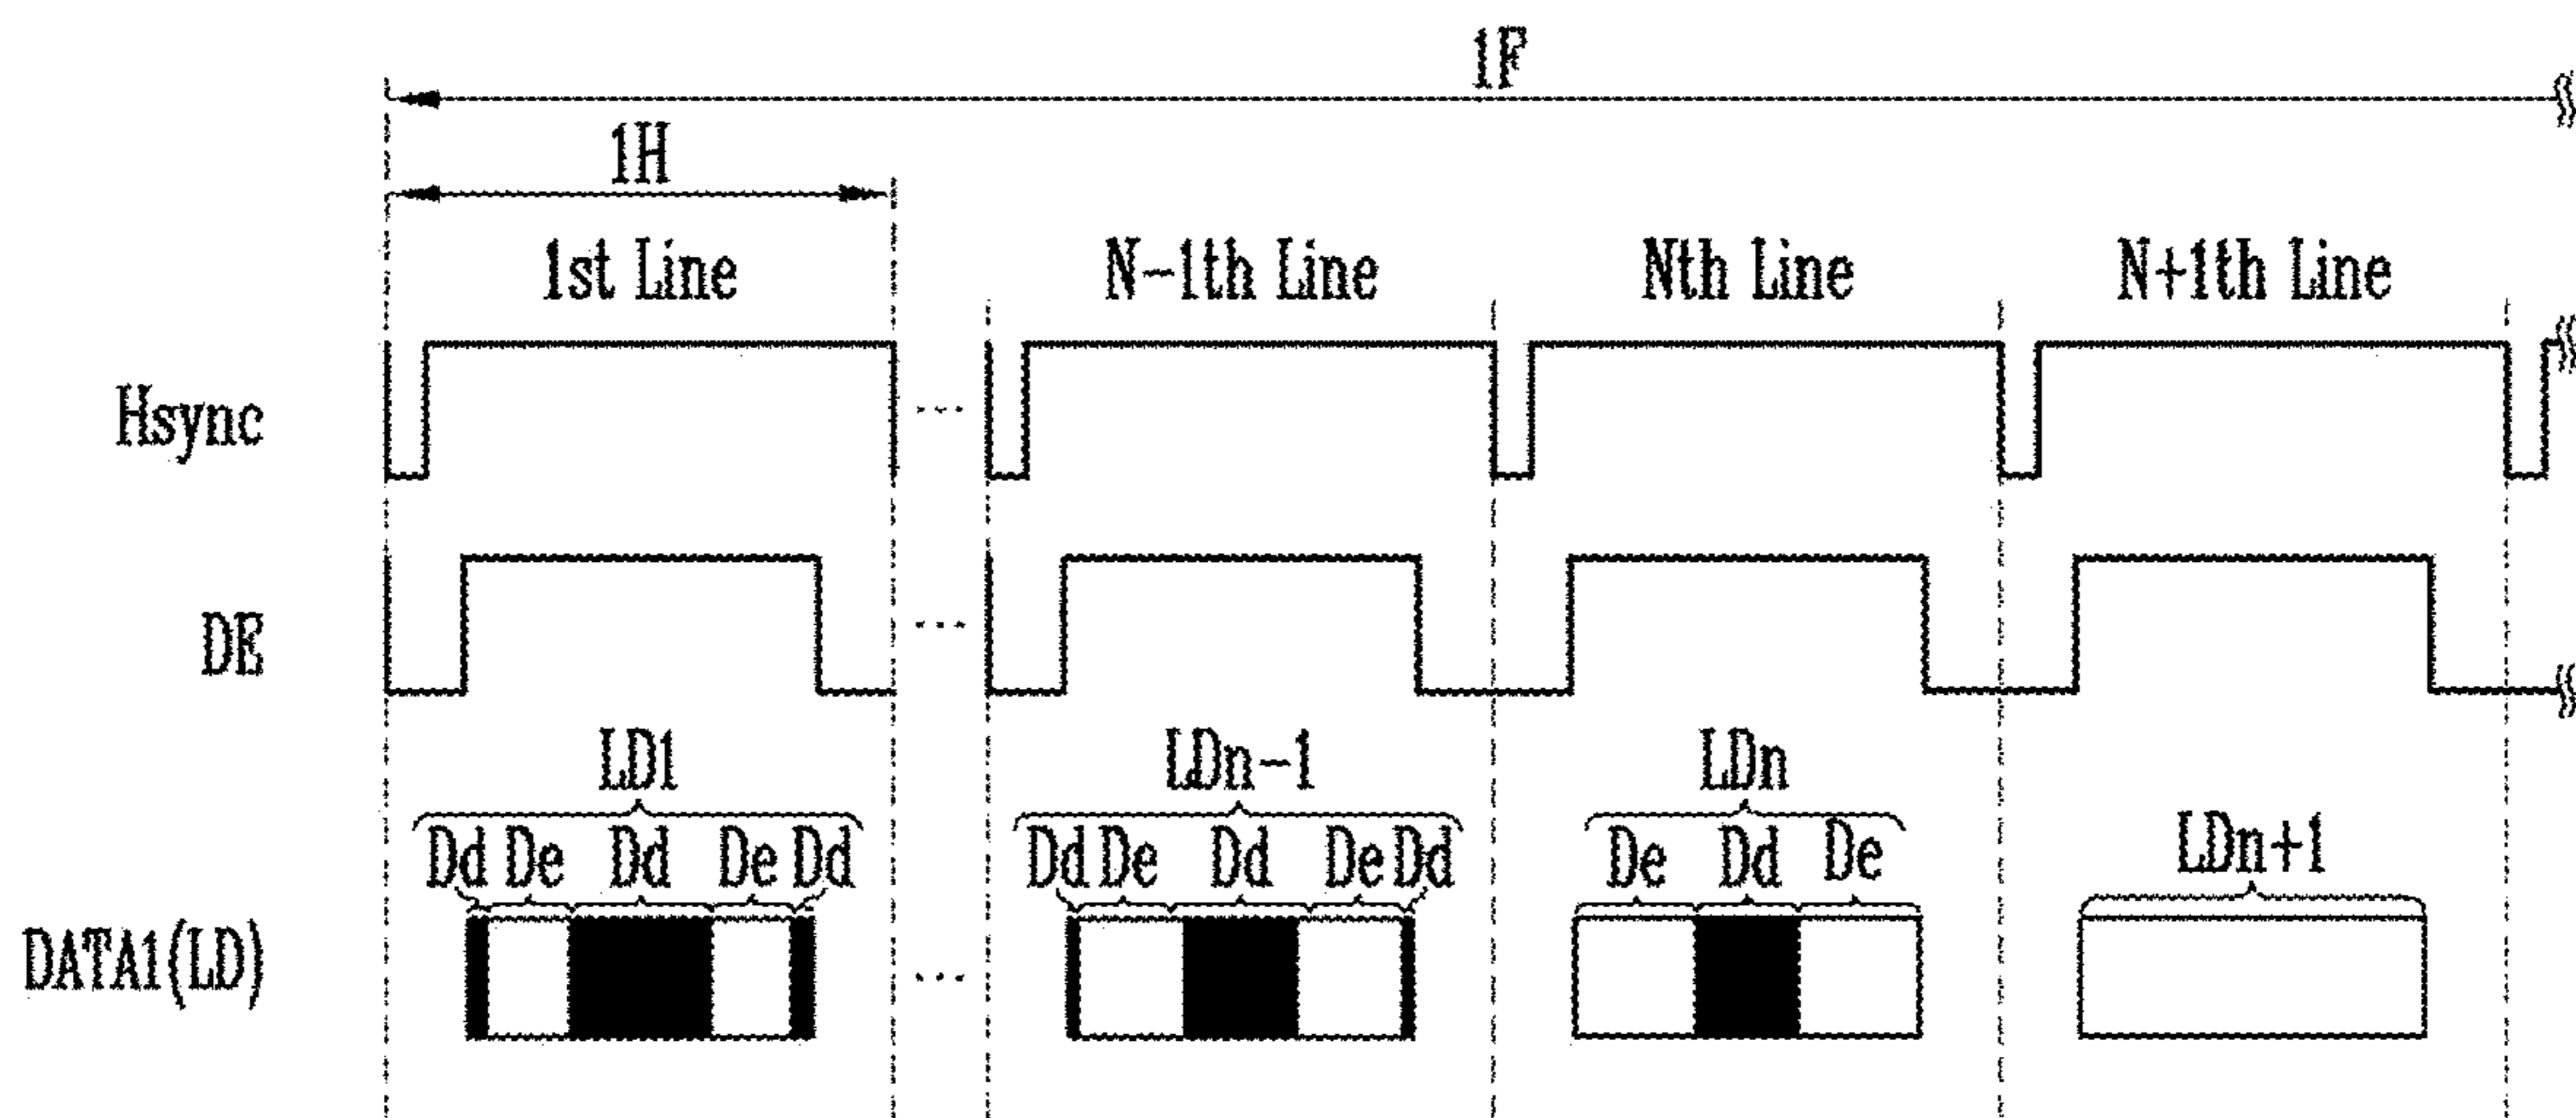 1F
1H
1st Line N-1th Line Nth Line N+1th Line
Hsync ... ...
DE ...
LD1 LDn-1 LDn LDn+1
Dd De Dd De Dd Dd De Dd De Dd De Dd De
DATA1(LD) ...